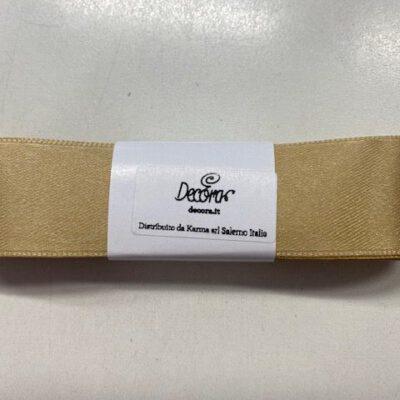 Decora
decora.it
Distribuito da Karma srl Salerno Italia